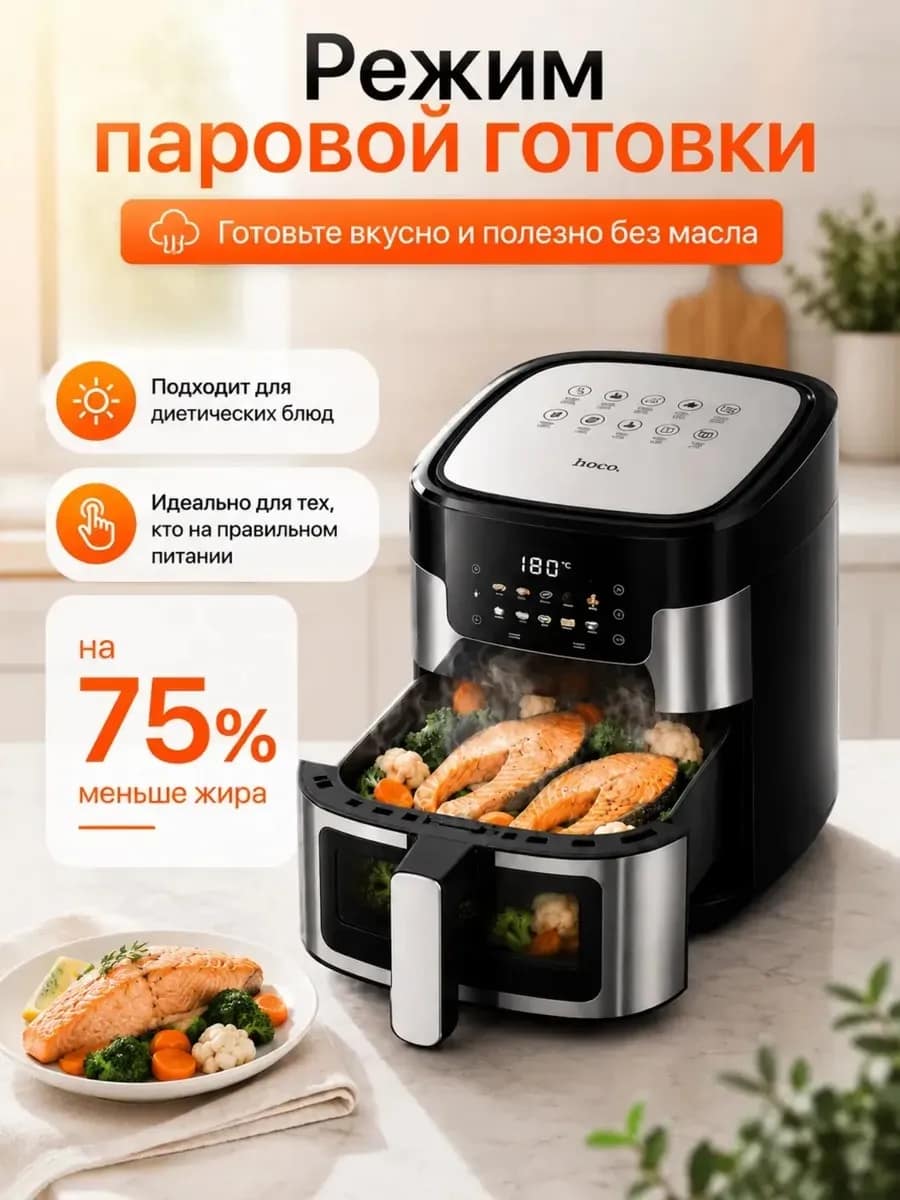 Режим
паровой готовки
Готовьте вкусно и полезно без масла
Подходит для
диетических блюд
Идеально для тех,
кто на правильном
питании
на
75%
меньше жира
hoco.
180°C